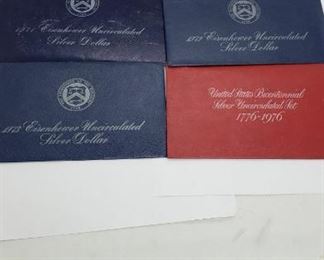 Eisenhower Uncirculated
Silver Dollar
Eisenhower Uncirculated
Silver Dollar
Eisenhower Uncirculated
Silver Dollar
United States Bicentennial
Silver Uncirculated Set
1776-1976